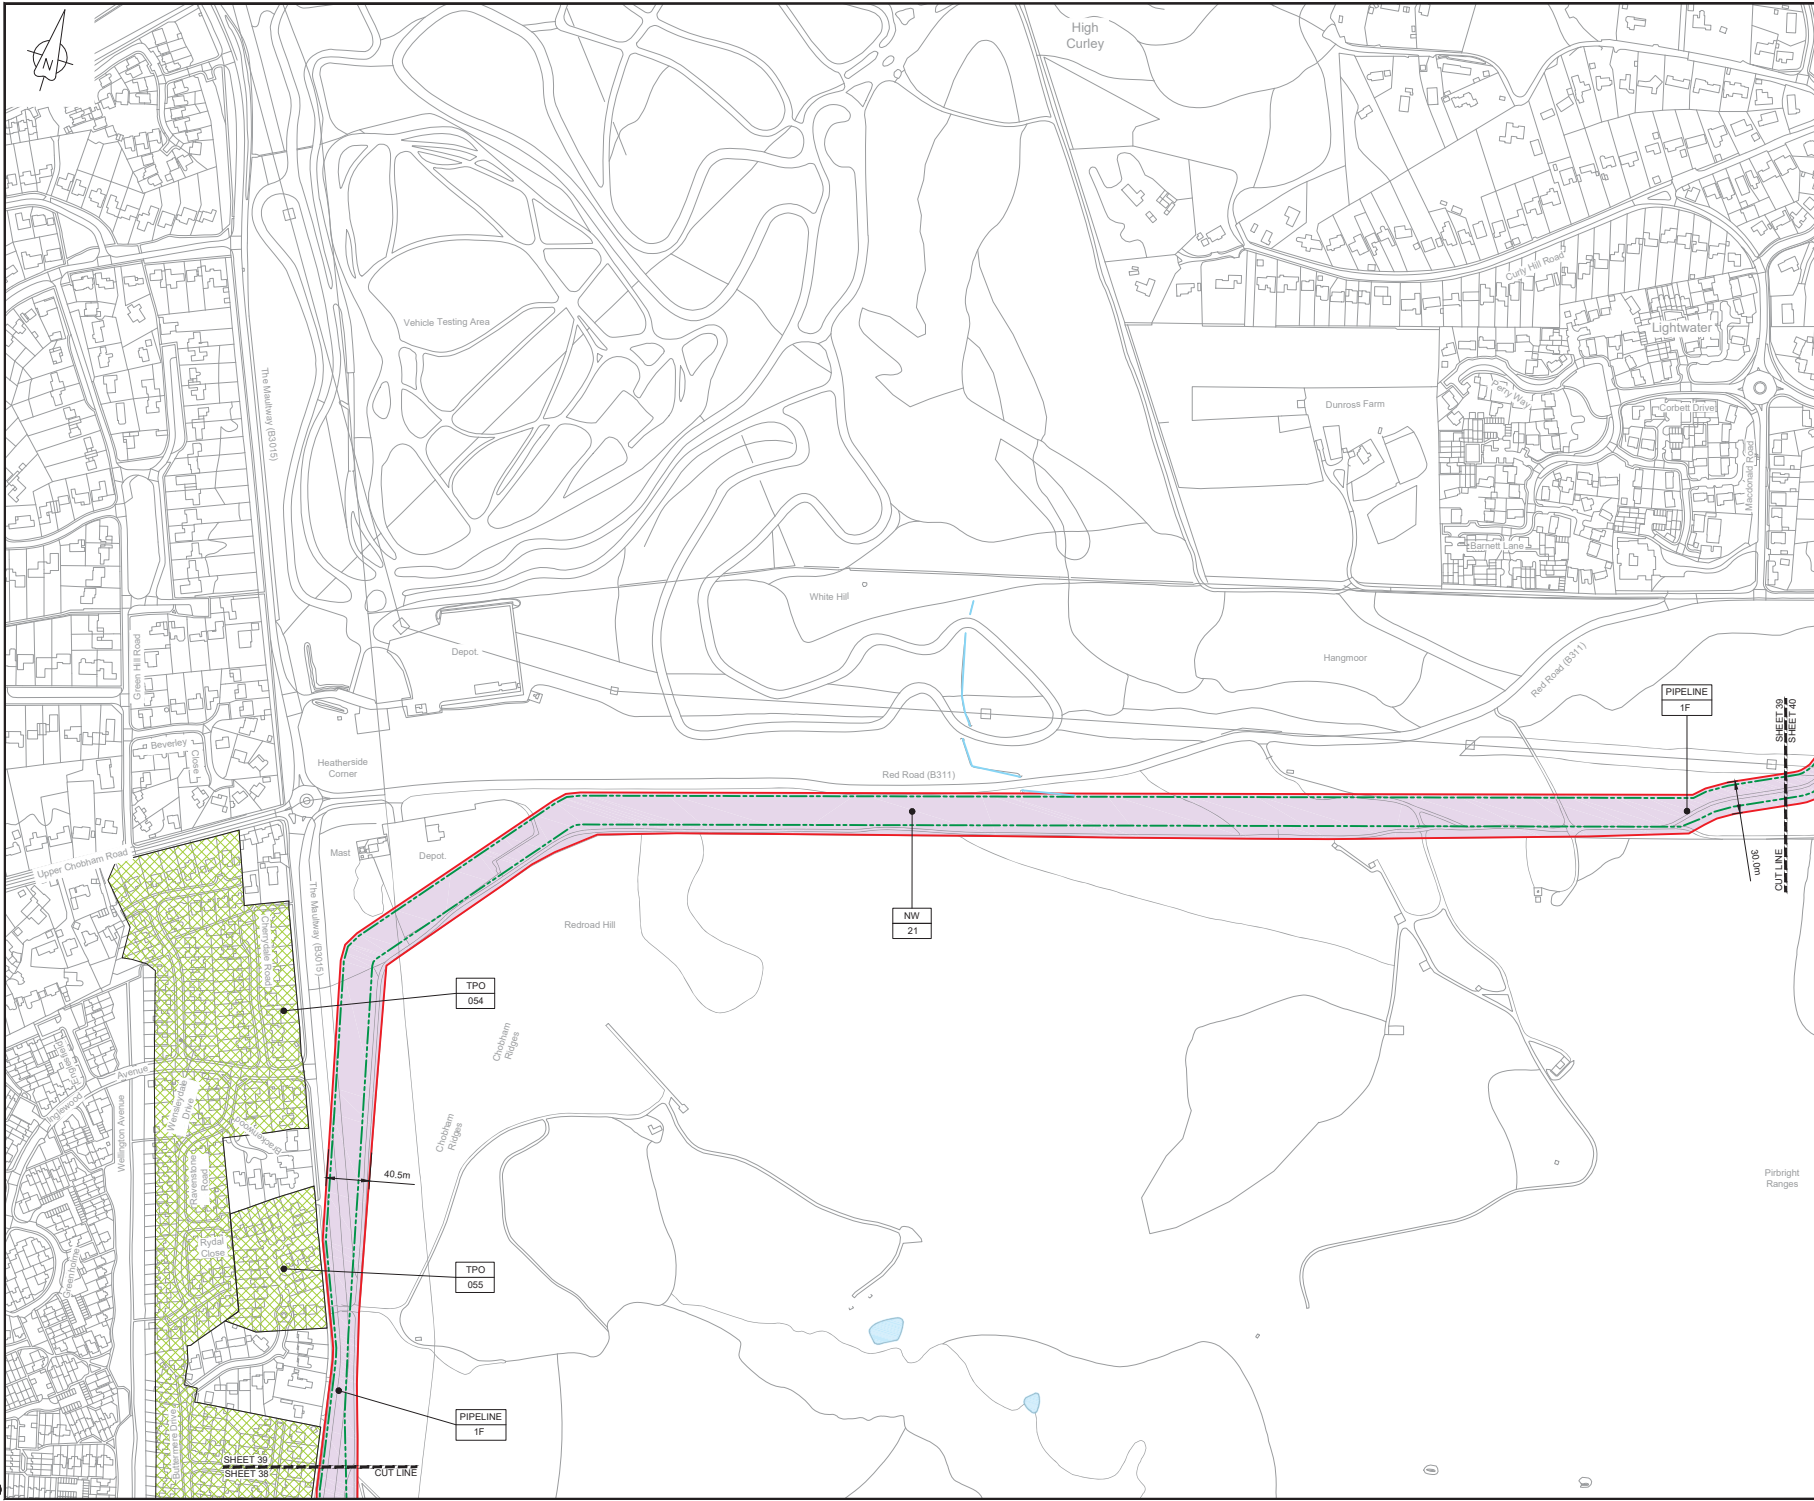 N
High
Curley
Curly Hill Road
Lightwater
Vehicle Testing Area
The Maultway (B3015)
Perry Way
Corbett Drive
Dunross Farm
Macdonald Road
Barnett Lane
White Hill
Green Hill Road
Depot.
Hangmoor
Red Road (B311)
PIPELINE
1F
SHEET 39
SHEET 40
Beverley
Close
Heatherside
Corner
Red Road (B311)
Mast
Depot.
Upper Chobham Road
30.0m
CUT LINE
NW
21
Redroad Hill
The Maultway (B3015)
Cherrydale Road
TPO
054
Chobham
Ridges
Englesfield
Avenue
Inglewood
Wensleydale
Drive
Wellington Avenue
Brackenwood
Chobham
Ridges
Ravenstone
Road
40.5m
Pirbright
Ranges
Rydal
Close
Greenholme
TPO
055
PIPELINE
1F
Buttermere Drive
SHEET 39
SHEET 38
CUT LINE